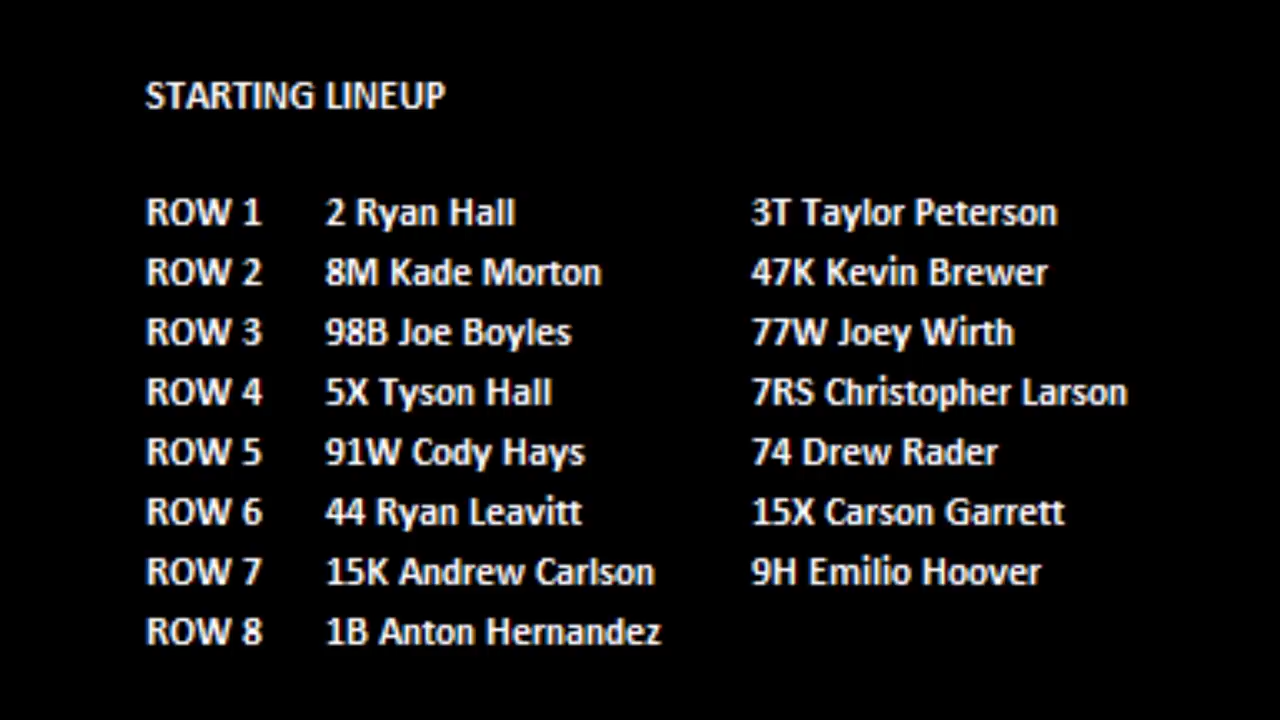 STARTING LINEUP
ROW 1 2 Ryan Hall 3T Taylor Peterson
ROW 2 8M Kade Morton 47K Kevin Brewer
ROW 3 98B Joe Boyles 77W Joey Wirth
ROW 4 5X Tyson Hall 7RS Christopher Larson
ROW 5 91W Cody Hays 74 Drew Rader
ROW 6 44 Ryan Leavitt 15X Carson Garrett
ROW 7 15K Andrew Carlson 9H Emilio Hoover
ROW 8 1B Anton Hernandez